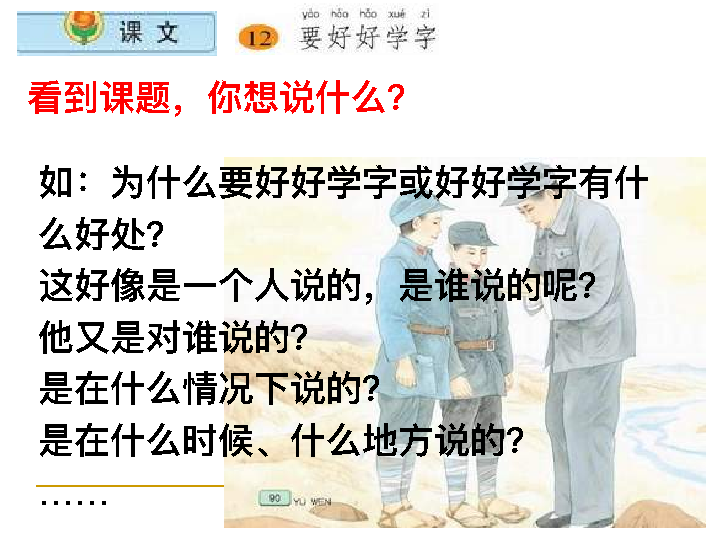 课 文
yào hǎo hǎo xué zì
12 要好好学字
看到课题，你想说什么？
如：为什么要好好学字或好好学字有什
么好处？
这好像是一个人说的，是谁说的呢？
他又是对谁说的？
是在什么情况下说的？
是在什么时候、什么地方说的？
……
90 YU WEN